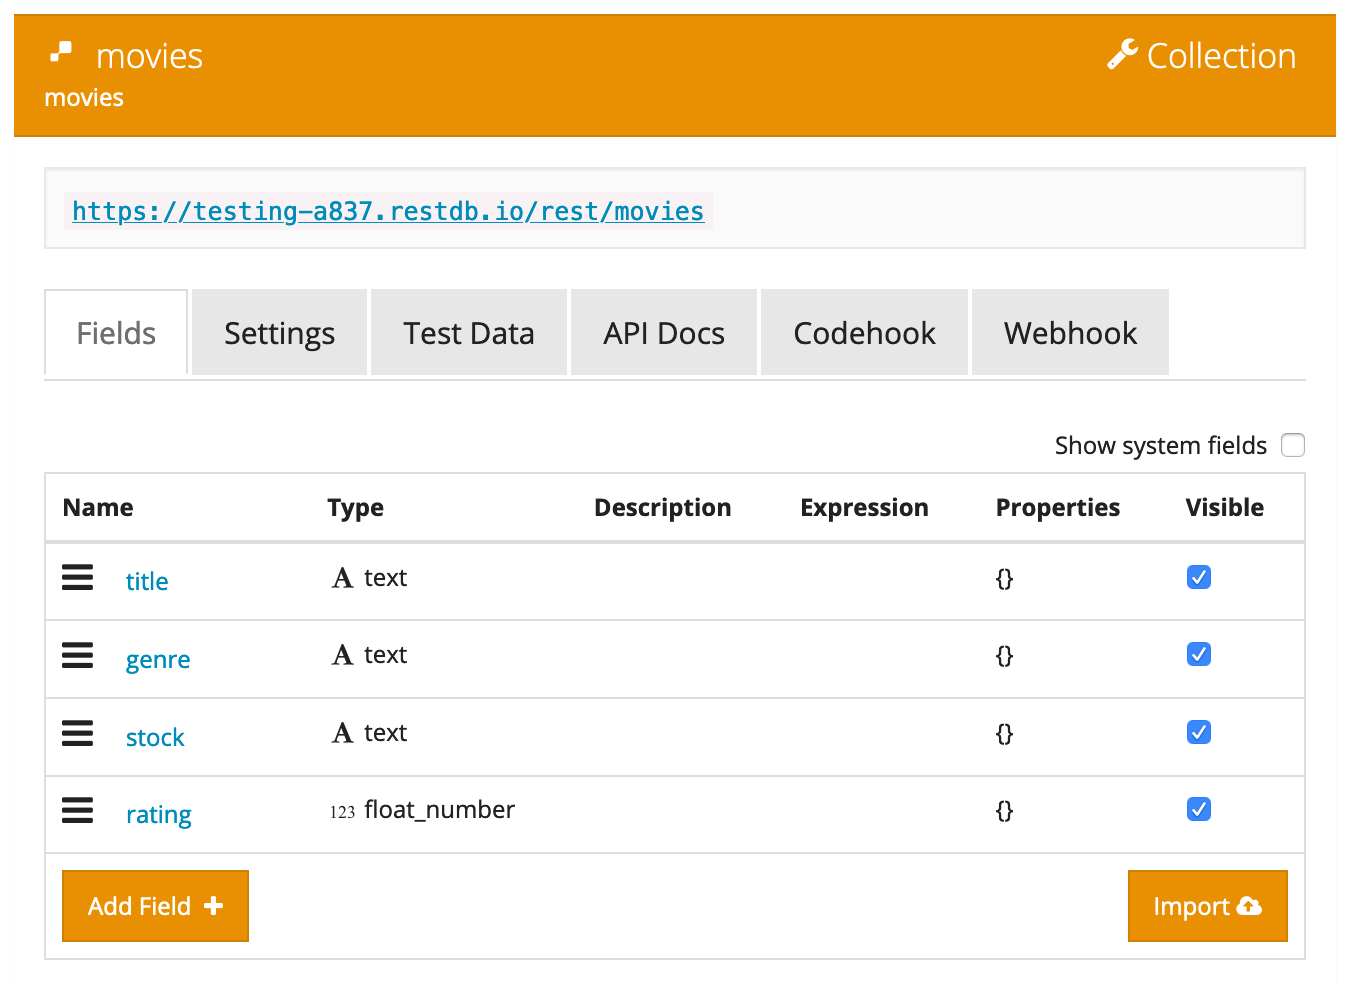 movies Collection
movies
https://testing-a837.restdb.io/rest/movies
Fields Settings Test Data API Docs Codehook Webhook
Show system fields
Name Type Description Expression Properties Visible
title A text {}
genre A text {}
stock A text {}
rating 123 float_number {}
Add Field + Import